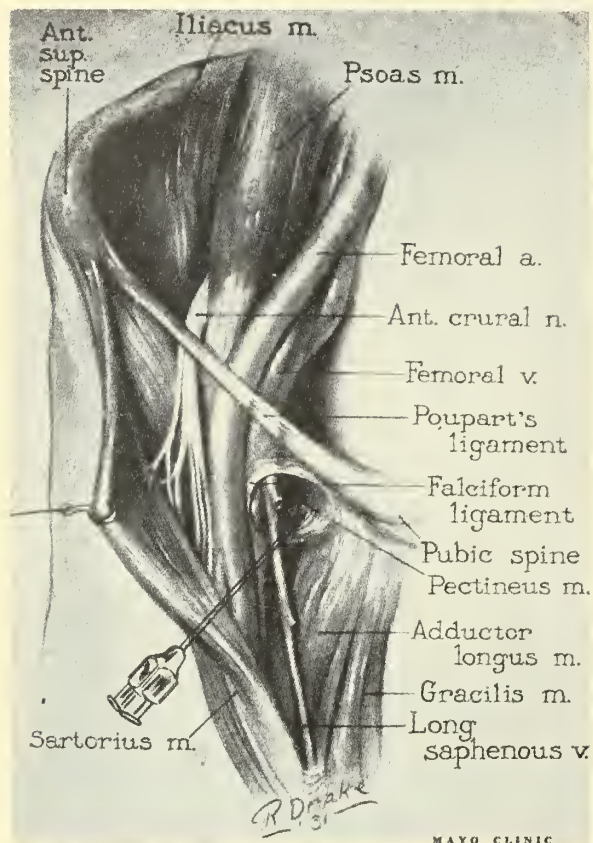 Iliacus m.
Ant.
sup.
spine
Psoas m.
Femoral a.
Ant. crural n.
Femoral v.
Poupart's
ligament
Falciform
ligament
Pubic spine
Pectineus m.
Adductor
longus m.
Gracilis m.
Long
saphenous v.
Sartorius m.
R Drake
'31
MAYO CLINIC